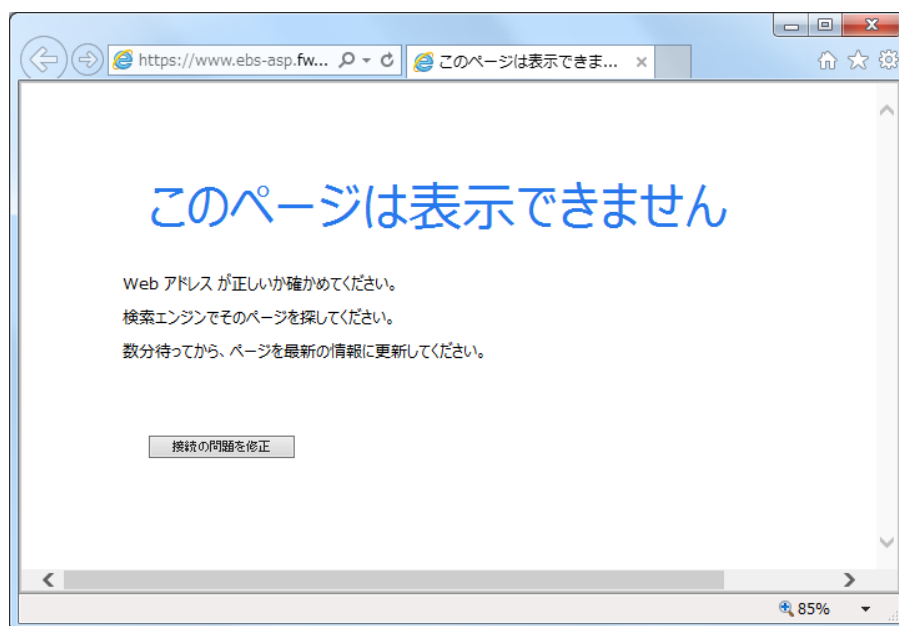 https://www.ebs-asp.fw...
このページは表示できま...
このページは表示できません
Web アドレス が正しいか確かめてください。
検索エンジンでそのページを探してください。
数分待ってから、ページを最新の情報に更新してください。
接続の問題を修正
85%